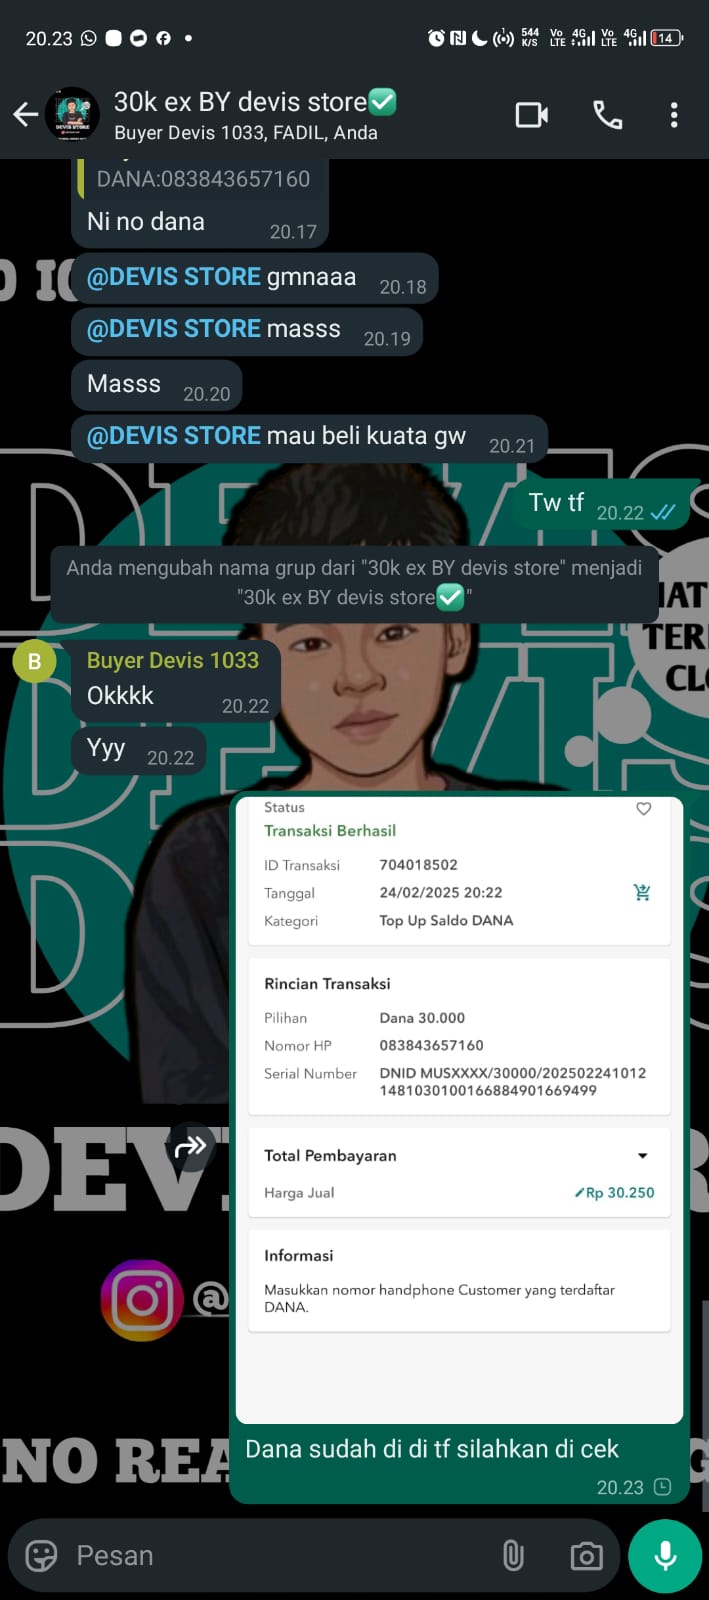 20.23
544
K/S
Vo
LTE
4G
Vo
LTE
4G
14
30k ex BY devis store✅
Buyer Devis 1033, FADIL, Anda
DANA:083843657160
Ni no dana
20.17
@DEVIS STORE gmnaaa
20.18
@DEVIS STORE masss
20.19
Masss
20.20
@DEVIS STORE mau beli kuata gw
20.21
Tw tf
20.22
Anda mengubah nama grup dari "30k ex BY devis store" menjadi
"30k ex BY devis store✅"
B
Buyer Devis 1033
Okkkk
20.22
Yyy
20.22
Status
Transaksi Berhasil
ID Transaksi 704018502
Tanggal 24/02/2025 20:22
Kategori Top Up Saldo DANA
Rincian Transaksi
Pilihan Dana 30.000
Nomor HP 083843657160
Serial Number DNID MUSXXXX/30000/202502241012
14810301001668849016​69499
Total Pembayaran
Harga Jual Rp 30.250
Informasi
Masukkan nomor handphone Customer yang terdaftar
DANA.
Dana sudah di di tf silahkan di cek
20.23
@
NO REA
Pesan